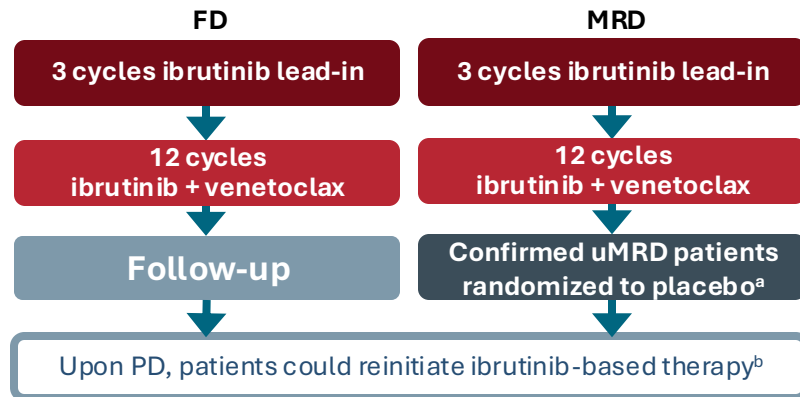 FD
3 cycles ibrutinib lead-in
12 cycles
ibrutinib + venetoclax
Follow-up
MRD
3 cycles ibrutinib lead-in
12 cycles
ibrutinib + venetoclax
Confirmed uMRD patients
randomized to placeboᵃ
Upon PD, patients could reinitiate ibrutinib-based therapyᵇ